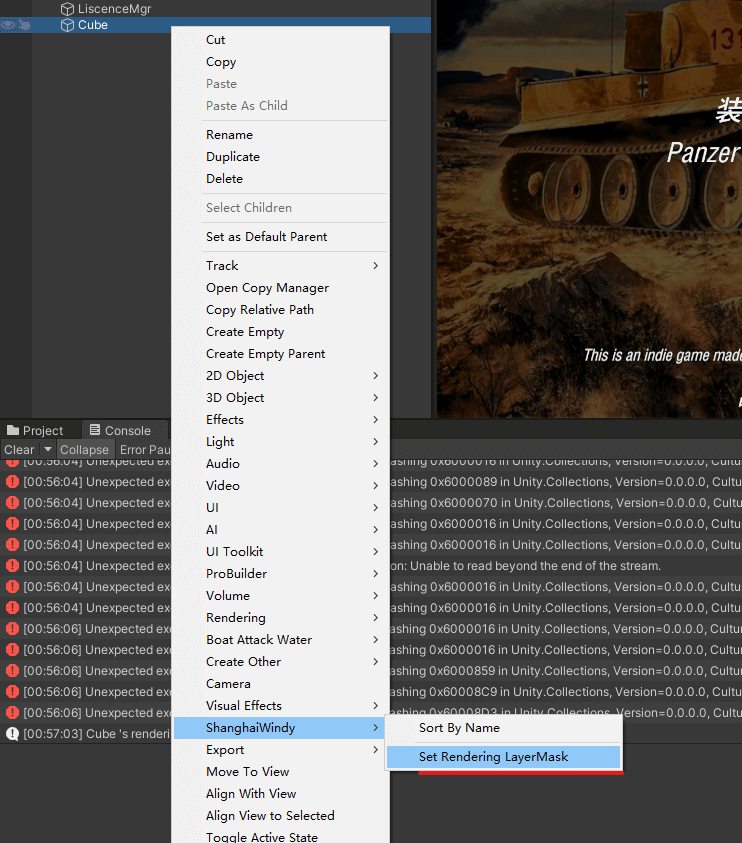 LiscenceMgr
Cube
131
装
Panzer
This is an indie game made
Cut
Copy
Paste
Paste As Child
Rename
Duplicate
Delete
Select Children
Set as Default Parent
Track
Open Copy Manager
Copy Relative Path
Create Empty
Create Empty Parent
2D Object
3D Object
Effects
Light
Audio
Video
UI
AI
UI Toolkit
ProBuilder
Volume
Rendering
Boat Attack Water
Create Other
Camera
Visual Effects
ShanghaiWindy
Export
Move To View
Align With View
Align View to Selected
Toggle Active State
Sort By Name
Set Rendering LayerMask
Project
Console
Clear
Collapse
Error Pau
[00:56:04] Unexpected exc ashing 0x6000016 in Unity.Collections, Version=0.0.0.0, Cultu
[00:56:04] Unexpected exc ashing 0x6000089 in Unity.Collections, Version=0.0.0.0, Cultu
[00:56:04] Unexpected exc ashing 0x6000070 in Unity.Collections, Version=0.0.0.0, Cultu
[00:56:04] Unexpected exc ashing 0x6000016 in Unity.Collections, Version=0.0.0.0, Cultu
[00:56:04] Unexpected exc ashing 0x6000016 in Unity.Collections, Version=0.0.0.0, Cultu
[00:56:04] Unexpected exc on: Unable to read beyond the end of the stream.
[00:56:04] Unexpected exc ashing 0x6000016 in Unity.Collections, Version=0.0.0.0, Cultu
[00:56:04] Unexpected exc ashing 0x6000016 in Unity.Collections, Version=0.0.0.0, Cultu
[00:56:06] Unexpected exc ashing 0x6000016 in Unity.Collections, Version=0.0.0.0, Cultu
[00:56:06] Unexpected exc ashing 0x6000016 in Unity.Collections, Version=0.0.0.0, Cultu
[00:56:06] Unexpected exc ashing 0x6000859 in Unity.Collections, Version=0.0.0.0, Cultu
[00:56:06] Unexpected exc ashing 0x60008C9 in Unity.Collections, Version=0.0.0.0, Cultu
[00:56:06] Unexpected exc ashing 0x60008D3 in Unity.Collections, Version=0.0.0.0, Cultu
[00:57:03] Cube 's renderi